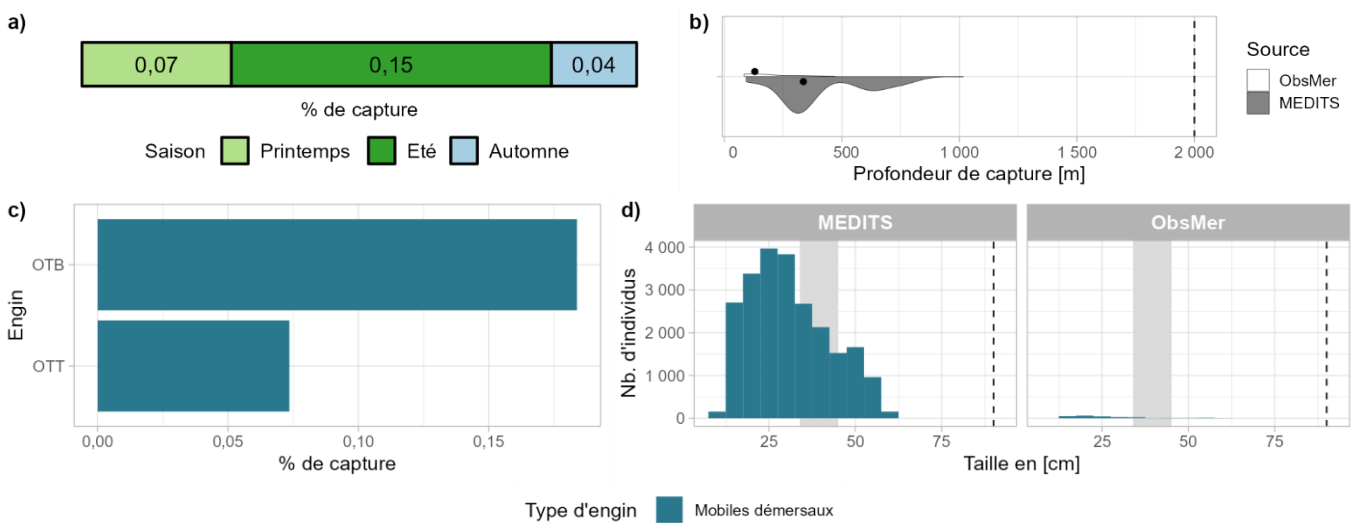 a)
0,07 0,15 0,04
% de capture
Saison Printemps Eté Automne
b)
0 500 1 000 1 500 2 000
Profondeur de capture [m]
Source
ObsMer
MEDITS
c)
Engin
OTB
OTT
0,00 0,05 0,10 0,15
% de capture
d)
MEDITS ObsMer
Nb. d'individus
4 000
3 000
2 000
1 000
0
25 50 75 25 50 75
Taille en [cm]
Type d'engin Mobiles démersaux